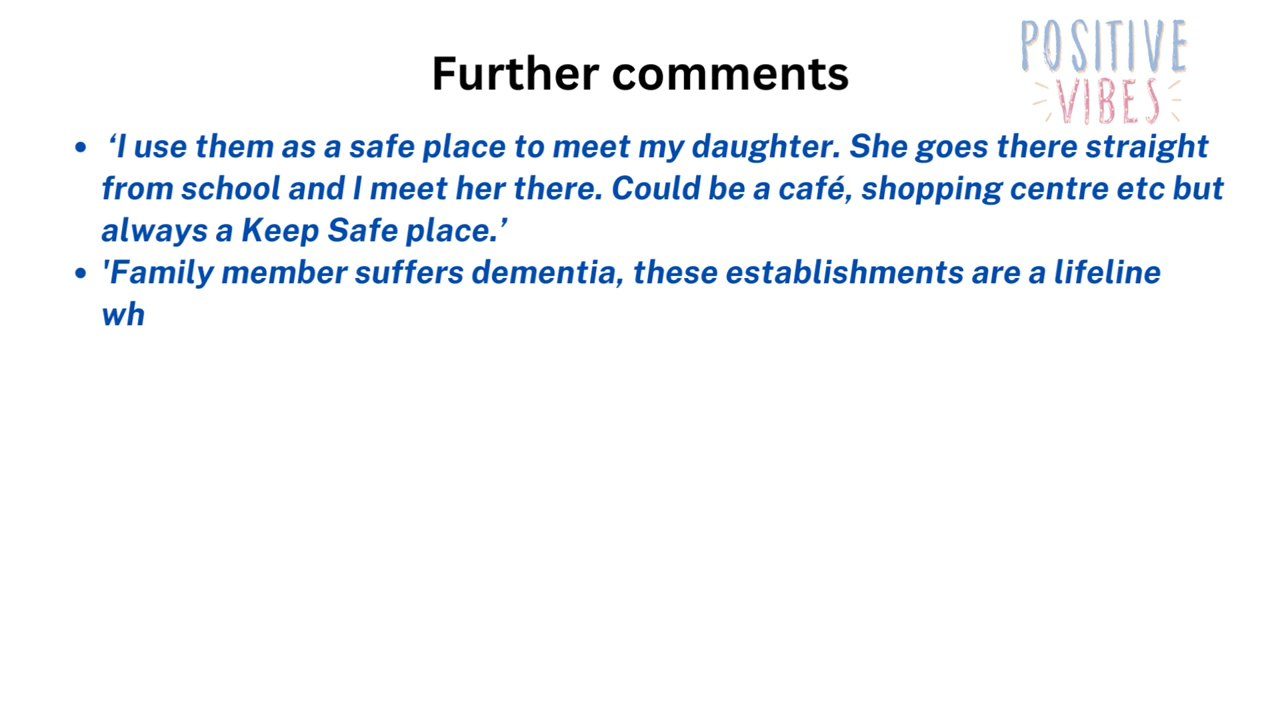 POSITIVE
VIBES
Further comments
• ‘I use them as a safe place to meet my daughter. She goes there straight
from school and I meet her there. Could be a café, shopping centre etc but
always a Keep Safe place.’
• 'Family member suffers dementia, these establishments are a lifeline
wh